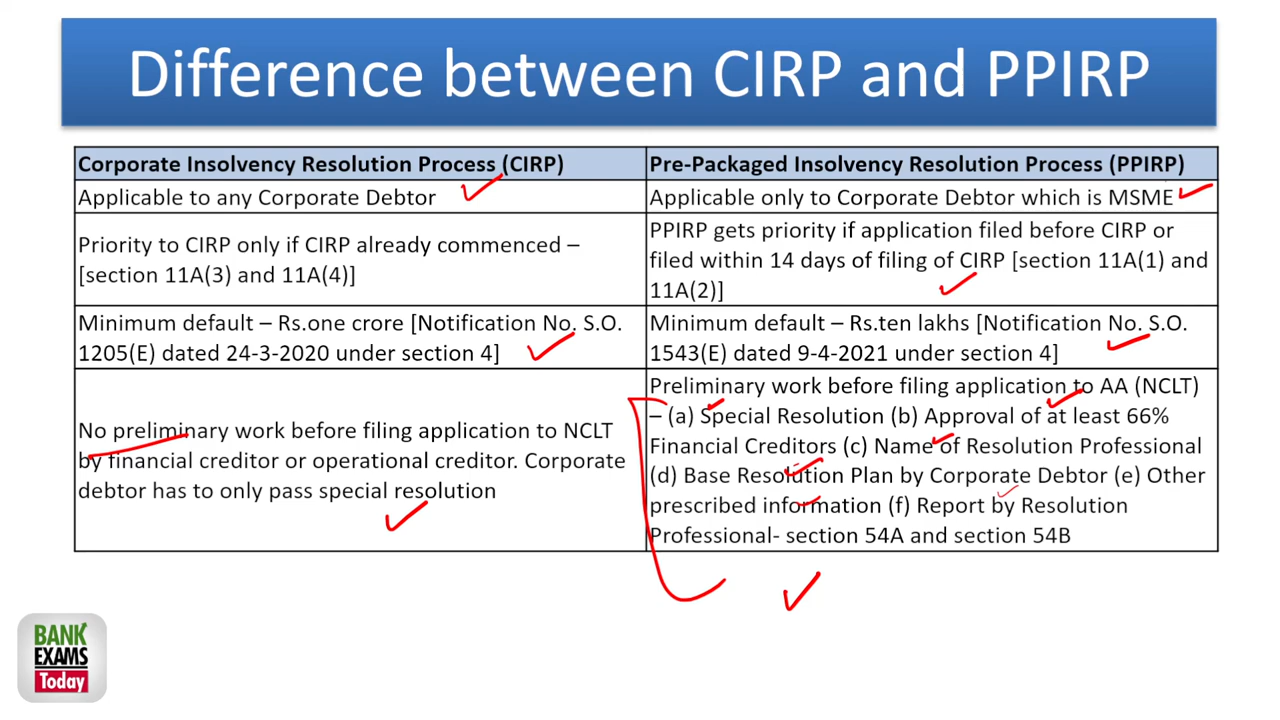 Difference between CIRP and PPIRP
Corporate Insolvency Resolution Process (CIRP)
Pre-Packaged Insolvency Resolution Process (PPIRP)
Applicable to any Corporate Debtor
Applicable only to Corporate Debtor which is MSME
Priority to CIRP only if CIRP already commenced –
[section 11A(3) and 11A(4)]
PPIRP gets priority if application filed before CIRP or
filed within 14 days of filing of CIRP [section 11A(1) and
11A(2)]
Minimum default – Rs.one crore [Notification No. S.O.
1205(E) dated 24-3-2020 under section 4]
Minimum default – Rs.ten lakhs [Notification No. S.O.
1543(E) dated 9-4-2021 under section 4]
No preliminary work before filing application to NCLT
by financial creditor or operational creditor. Corporate
debtor has to only pass special resolution
Preliminary work before filing application to AA (NCLT)
– (a) Special Resolution (b) Approval of at least 66%
Financial Creditors (c) Name of Resolution Professional
(d) Base Resolution Plan by Corporate Debtor (e) Other
prescribed information (f) Report by Resolution
Professional- section 54A and section 54B
BANK
EXAMS
Today